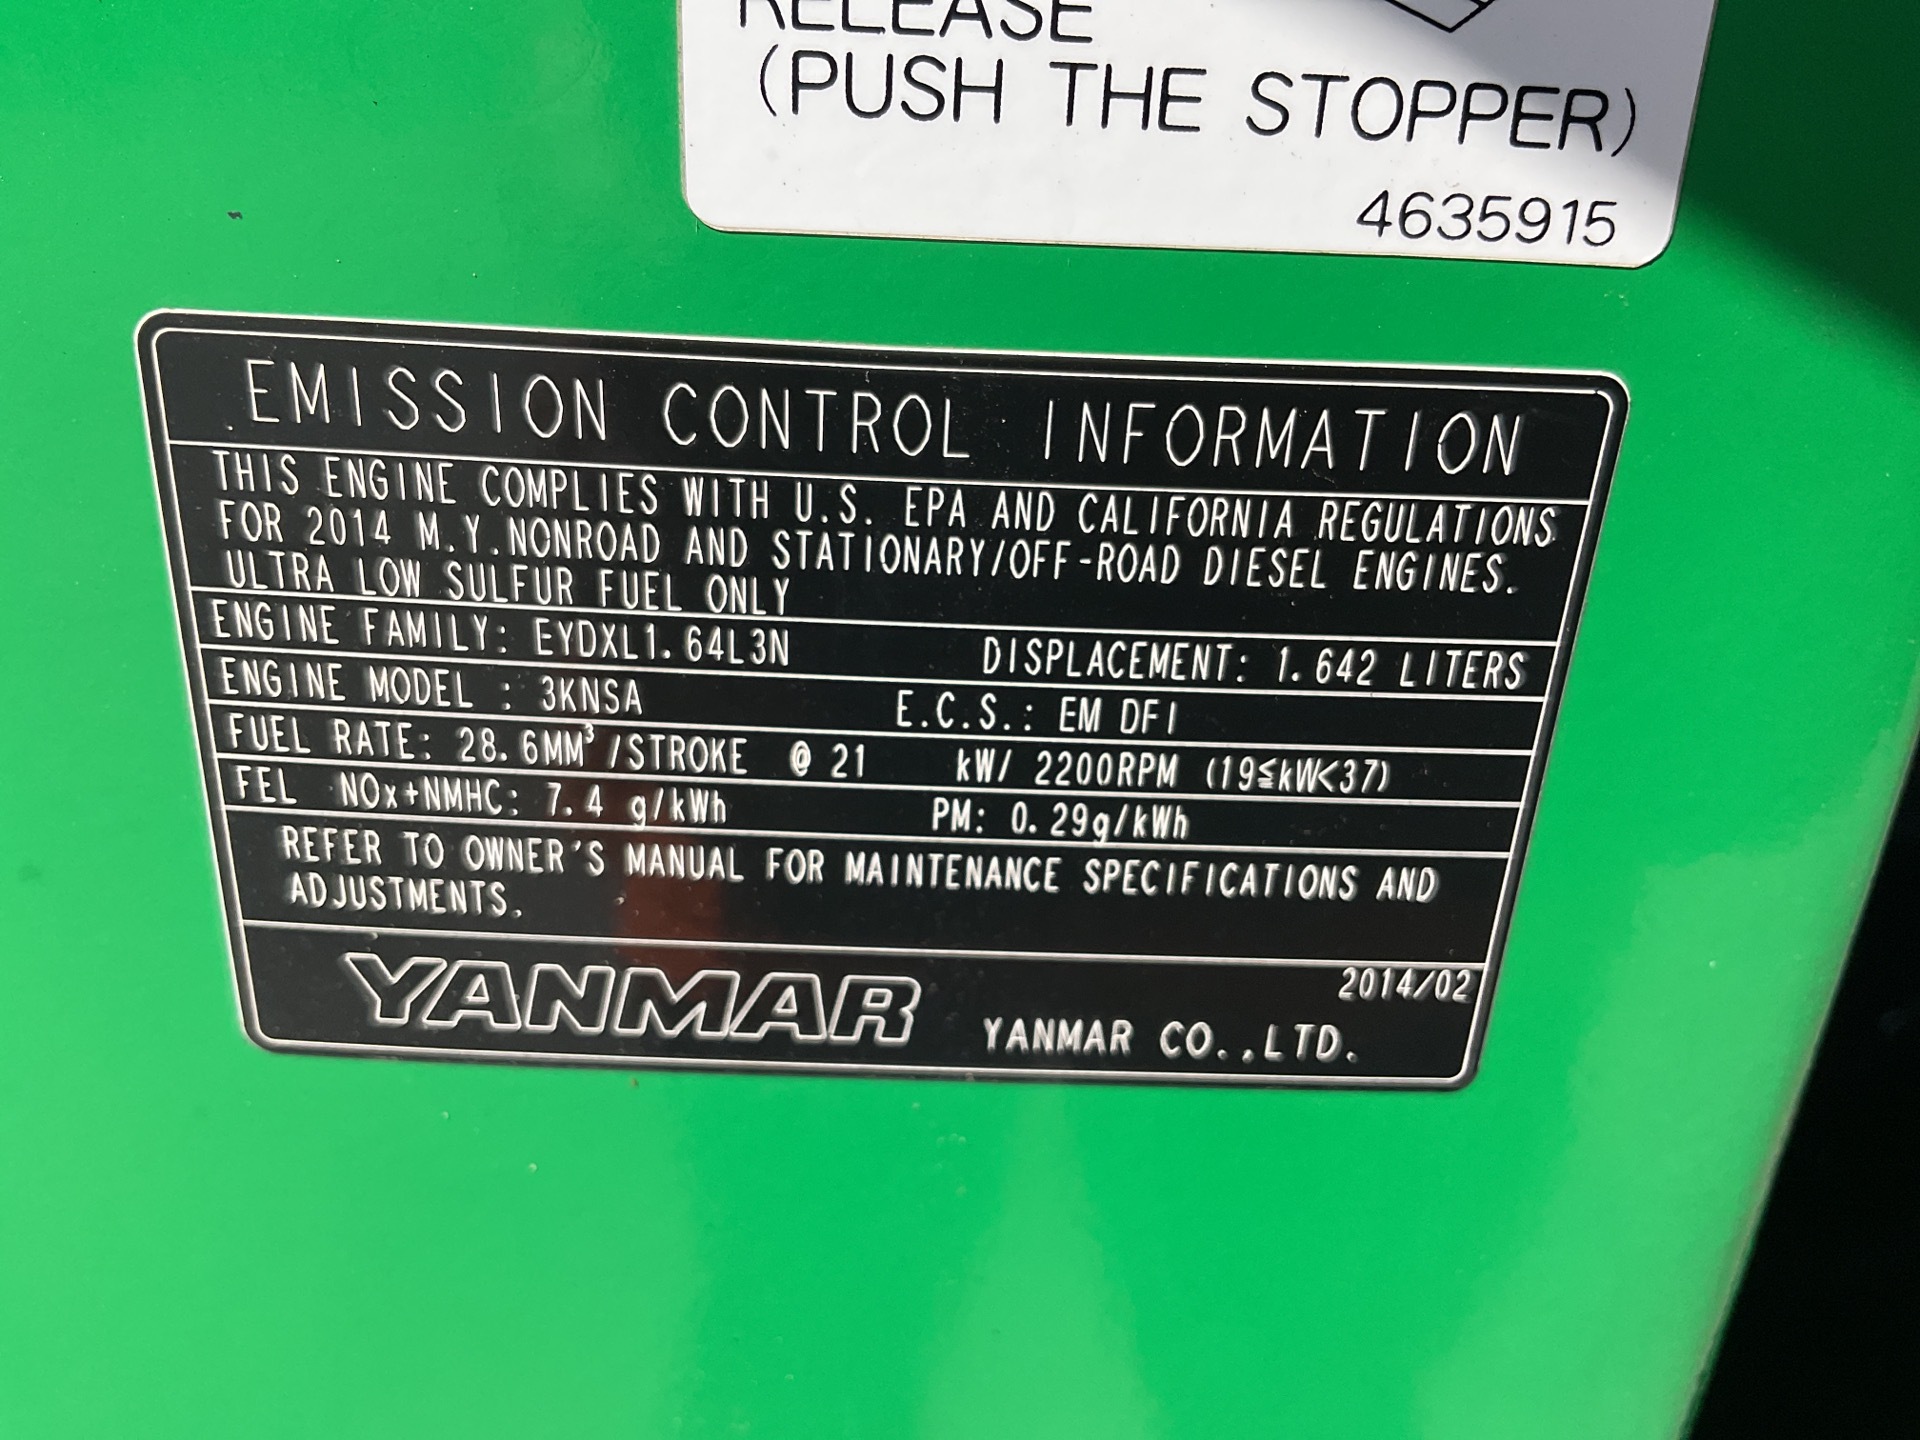 RELEASE
(PUSH THE STOPPER)
4635915
EMISSION CONTROL INFORMATION
THIS ENGINE COMPLIES WITH U.S. EPA AND CALIFORNIA REGULATIONS
FOR 2014 M.Y.NONROAD AND STATIONARY/OFF-ROAD DIESEL ENGINES.
ULTRA LOW SULFUR FUEL ONLY
ENGINE FAMILY: EYDXL1.64L3N DISPLACEMENT: 1.642 LITERS
ENGINE MODEL : 3KNSA E.C.S.: EM DFI
FUEL RATE: 28.6MM³/STROKE @ 21 kW/ 2200RPM (19≦kW<37)
FEL NOx+NMHC: 7.4 g/kWh PM: 0.29g/kWh
REFER TO OWNER'S MANUAL FOR MAINTENANCE SPECIFICATIONS AND
ADJUSTMENTS.
2014/02
YANMAR YANMAR CO.,LTD.